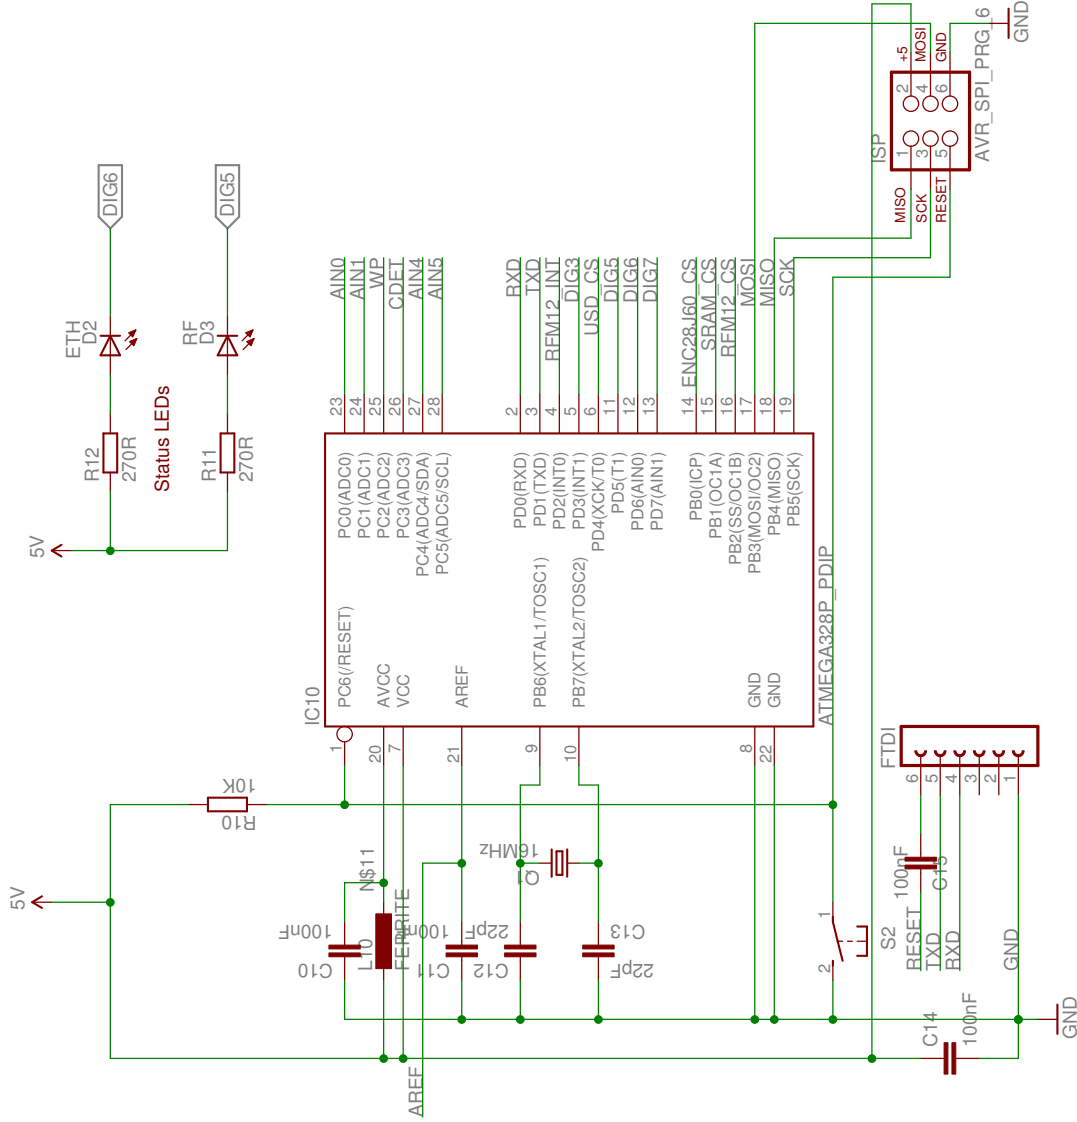 GND
+5
MOSI
GND
2
4
6
ISP
1
3
5
AVR_SPI_PRG_6
MISO
SCK
RESET
DIG6
DIG5
ETH
D2
RF
D3
R12
270R
R11
270R
Status LEDs
5V
AIN0
AIN1
WP
CDET
AIN4
AIN5
RXD
TXD
RFM12_INT
DIG3
USD_CS
DIG5
DIG6
DIG7
ENC28J60_CS
SRAM_CS
RFM12_CS
MOSI
MISO
SCK
23
24
25
26
27
28
2
3
4
5
6
11
12
13
14
15
16
17
18
19
PC0(ADC0)
PC1(ADC1)
PC2(ADC2)
PC3(ADC3)
PC4(ADC4/SDA)
PC5(ADC5/SCL)
PD0(RXD)
PD1(TXD)
PD2(INT0)
PD3(INT1)
PD4(XCK/T0)
PD5(T1)
PD6(AIN0)
PD7(AIN1)
PB0(ICP)
PB1(OC1A)
PB2(SS/OC1B)
PB3(MOSI/OC2)
PB4(MISO)
PB5(SCK)
IC10
PC6(/RESET)
AVCC
VCC
AREF
PB6(XTAL1/TOSC1)
PB7(XTAL2/TOSC2)
GND
GND
ATMEGA328P_PDIP
1
20
7
21
9
10
8
22
10K
R10
5V
N$11
16MHz
Q1
100nF
C10
L10
FERRITE
100nF
C11
22pF
C12
C13
22pF
AREF
1
2
S2
FTDI
6
5
4
3
2
1
100nF
C15
RESET
TXD
RXD
GND
C14
100nF
GND